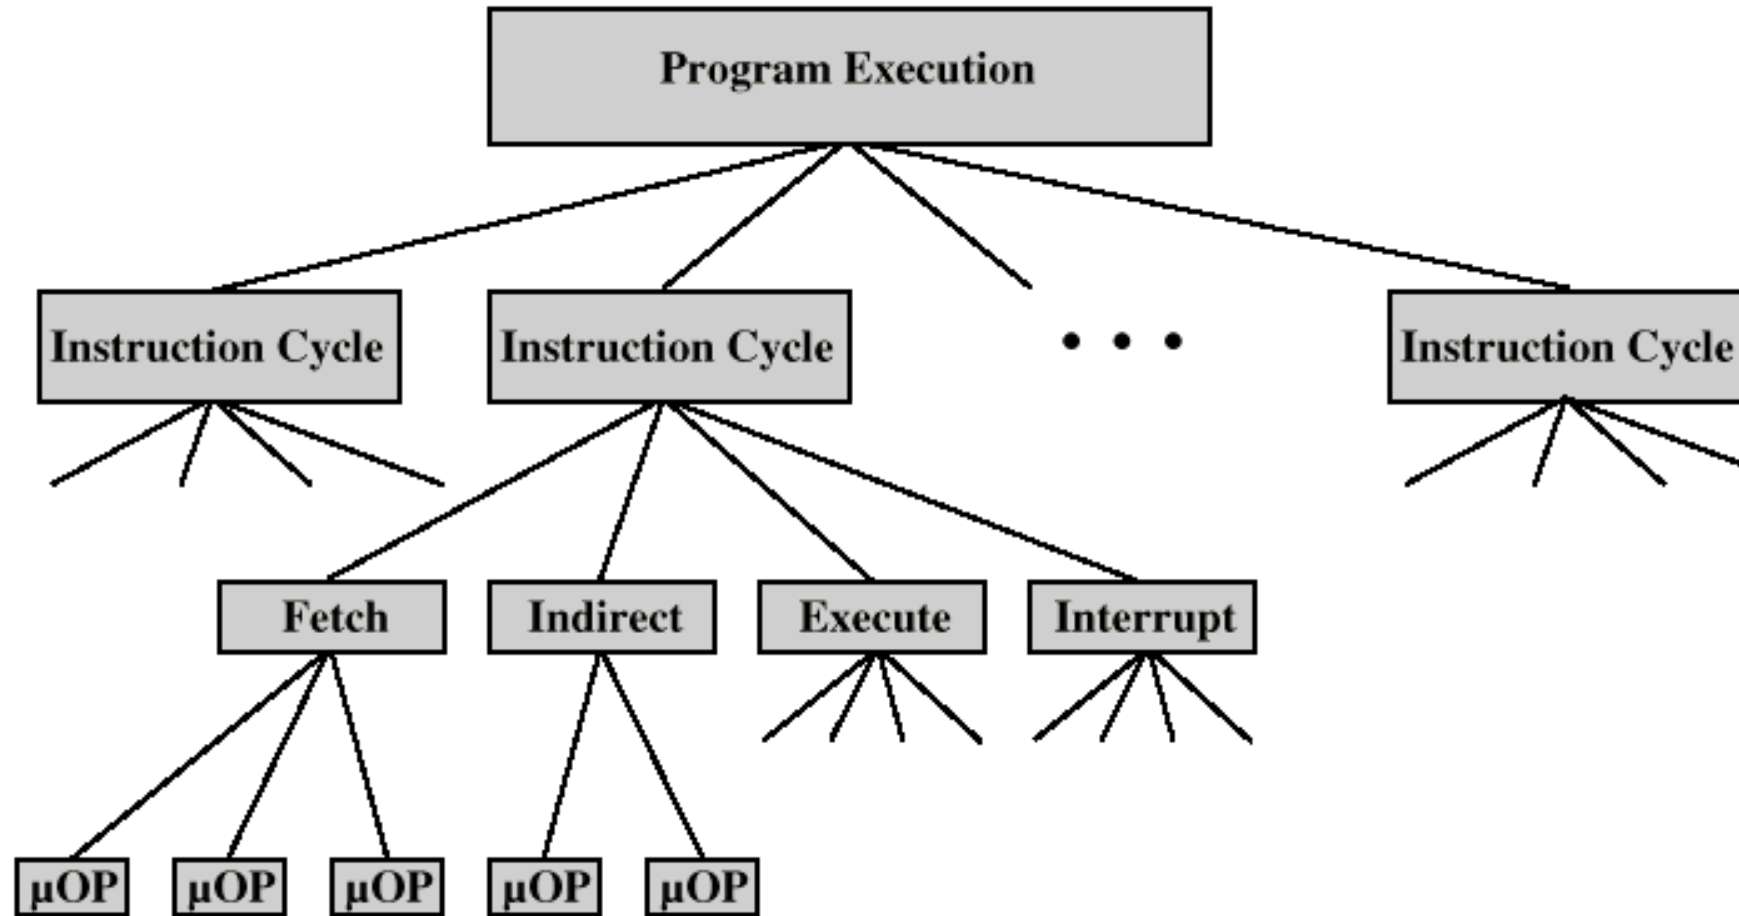 Program Execution
Instruction Cycle
Instruction Cycle
• • •
Instruction Cycle
Fetch
Indirect
Execute
Interrupt
µOP
µOP
µOP
µOP
µOP